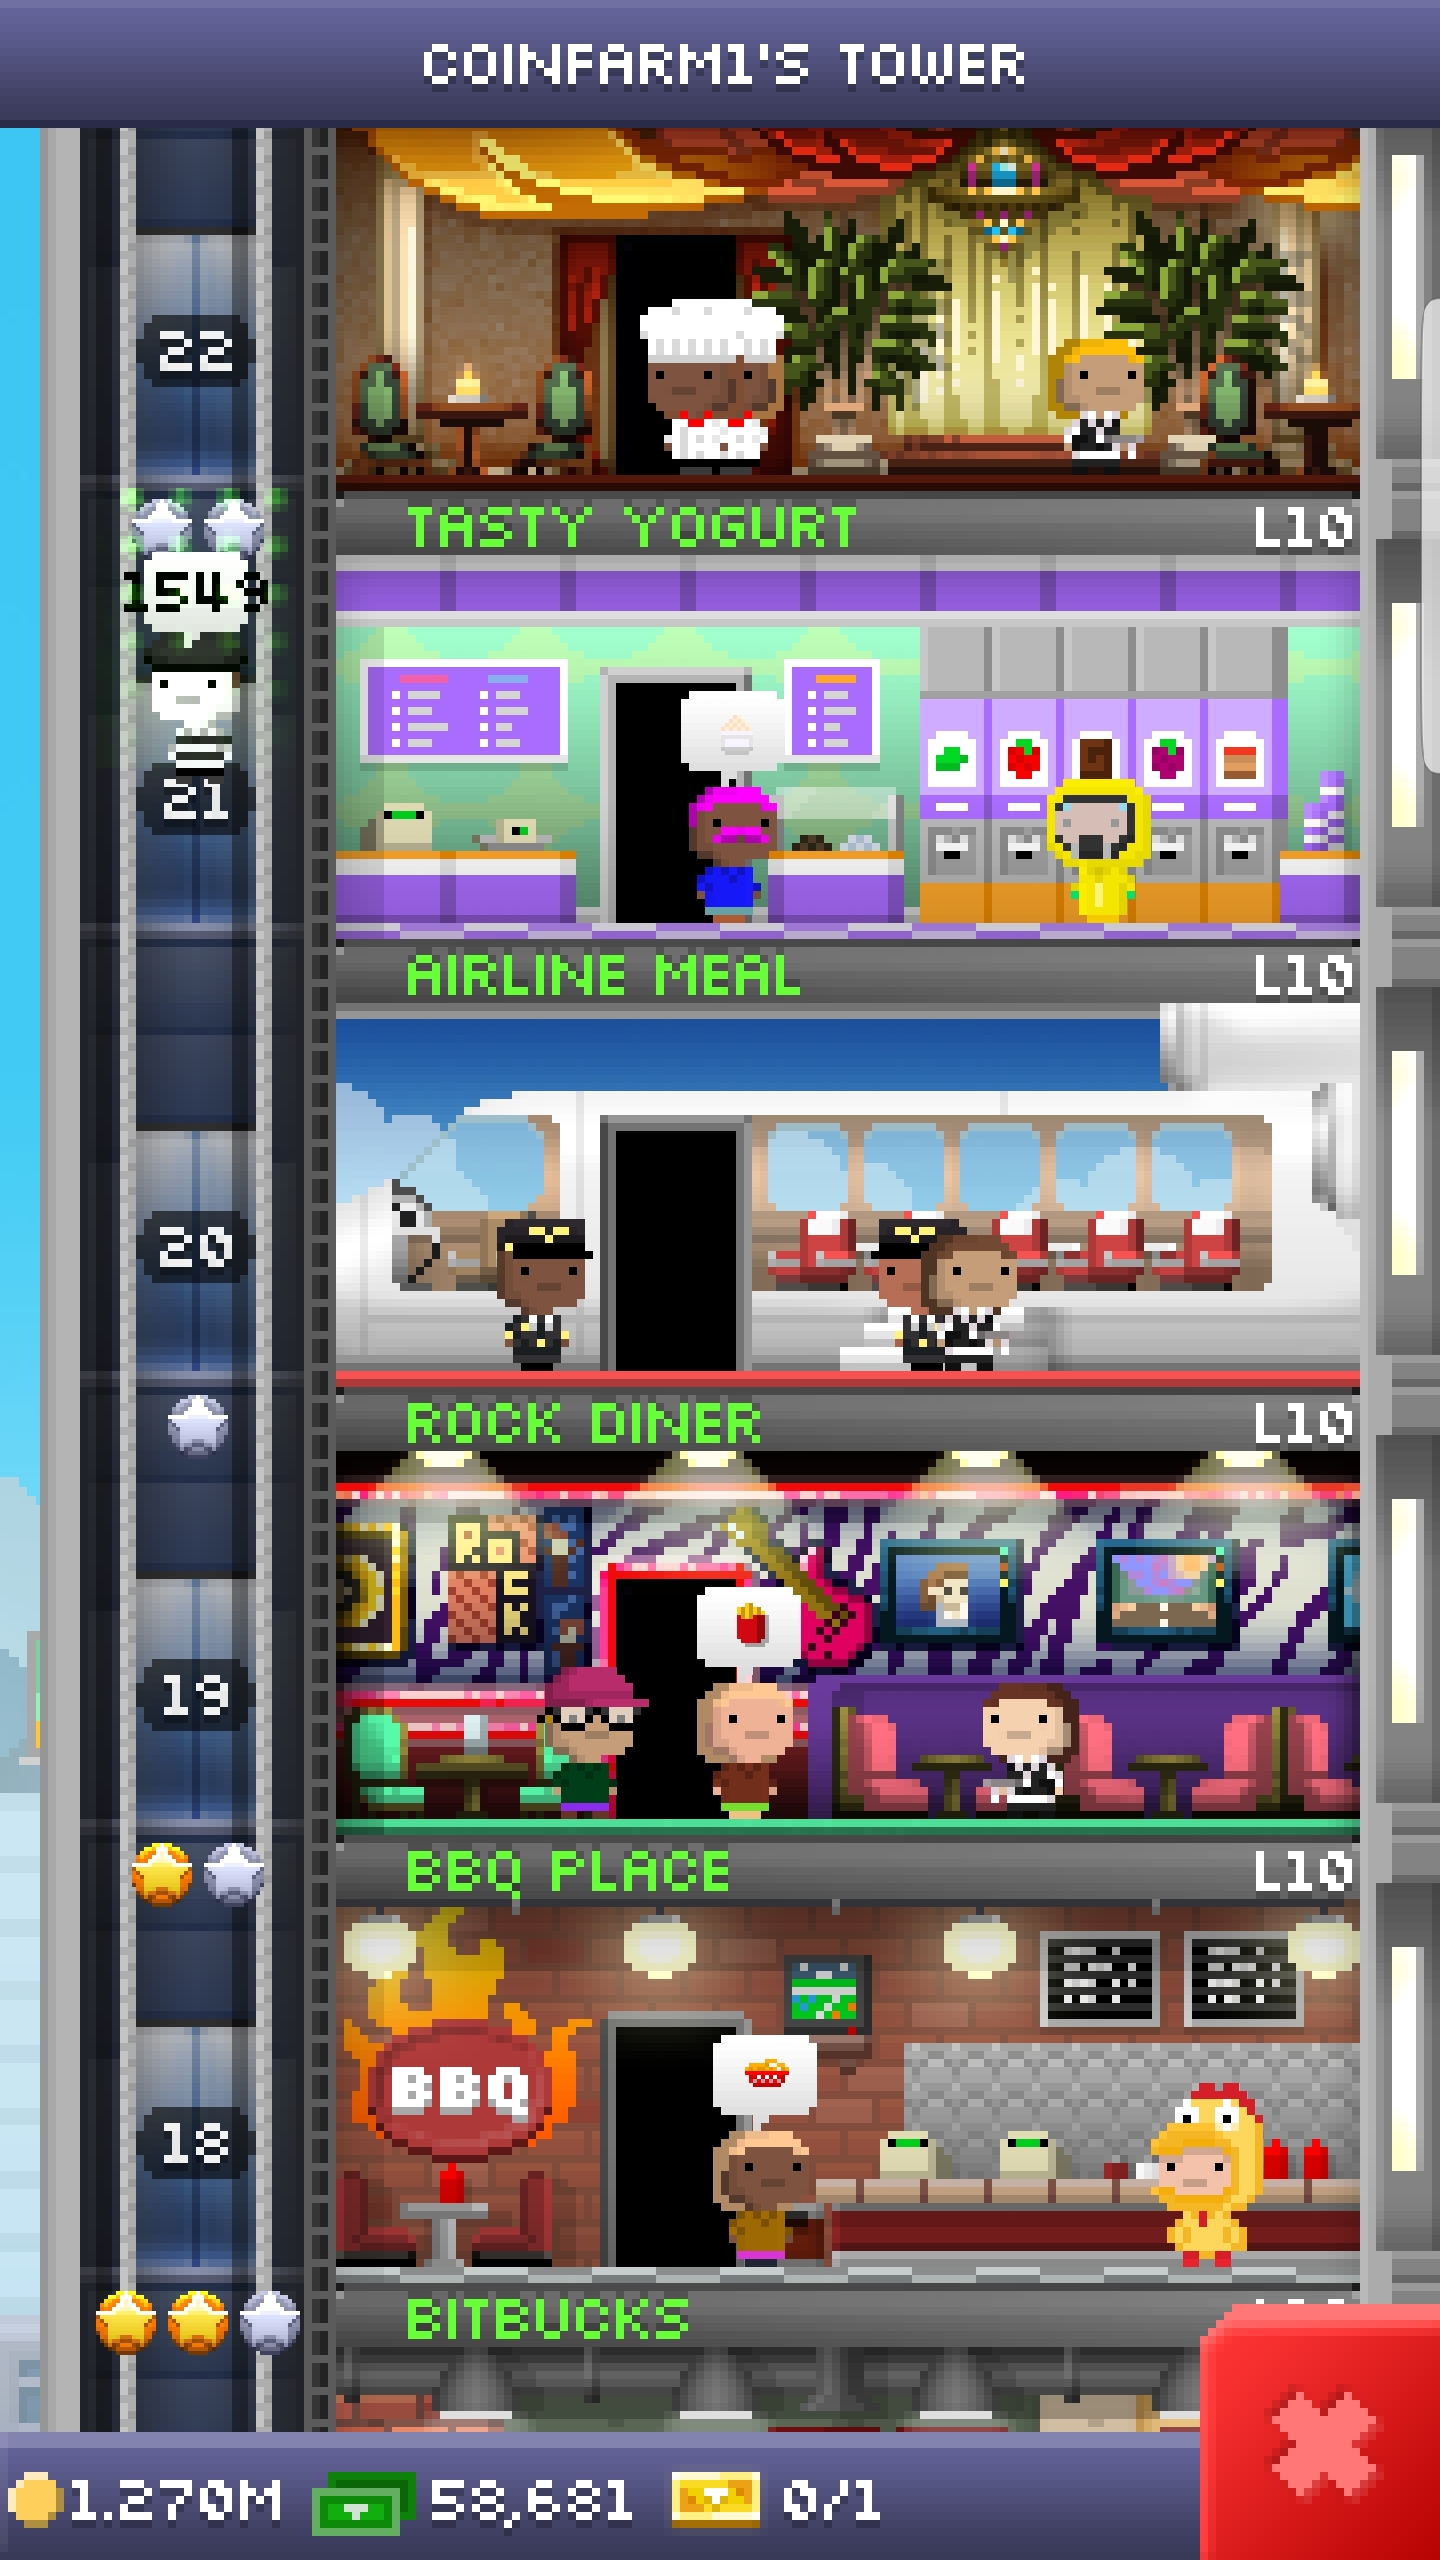 COINFARM1'S TOWER
22
TASTY YOGURT L10
1549
21
AIRLINE MEAL L10
20
ROCK DINER L10
ROCK
19
BBQ PLACE L10
BBQ
18
BITBUCKS
1.270M 58,681 0/1